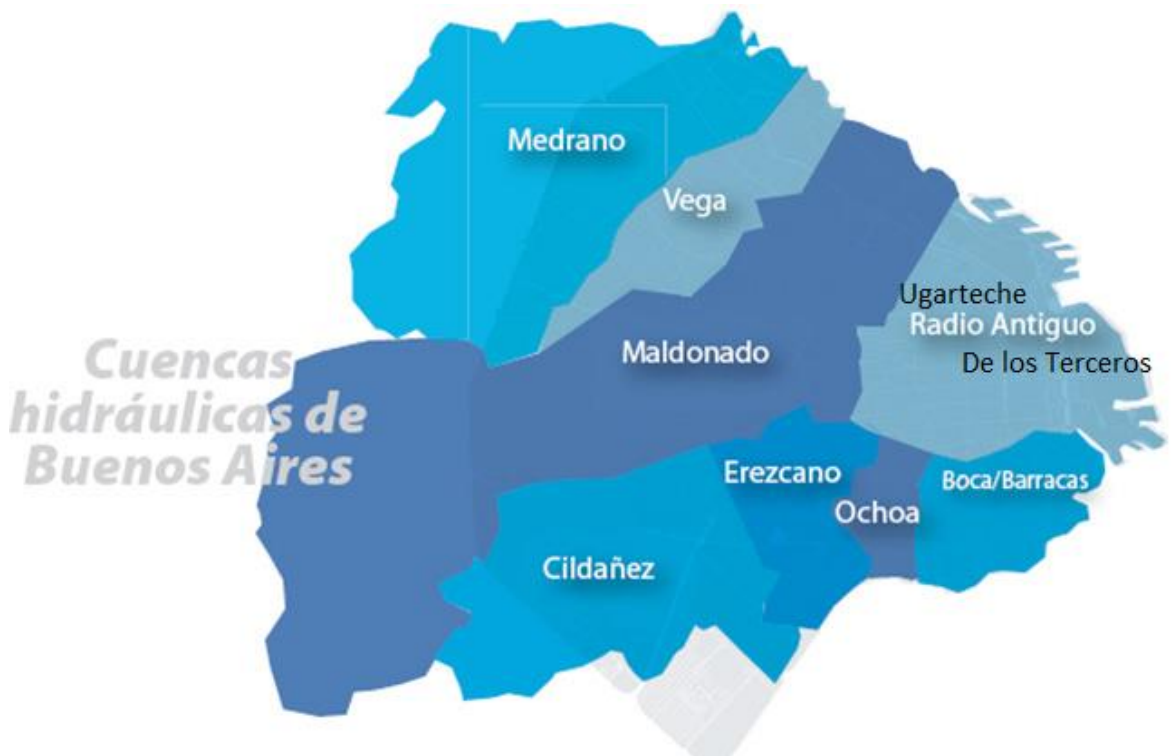 Medrano
Vega
Ugarteche
Radio Antiguo
De los Terceros
Maldonado
Cuencas
hidráulicas de
Buenos Aires
Erezcano
Boca/Barracas
Ochoa
Cildañez